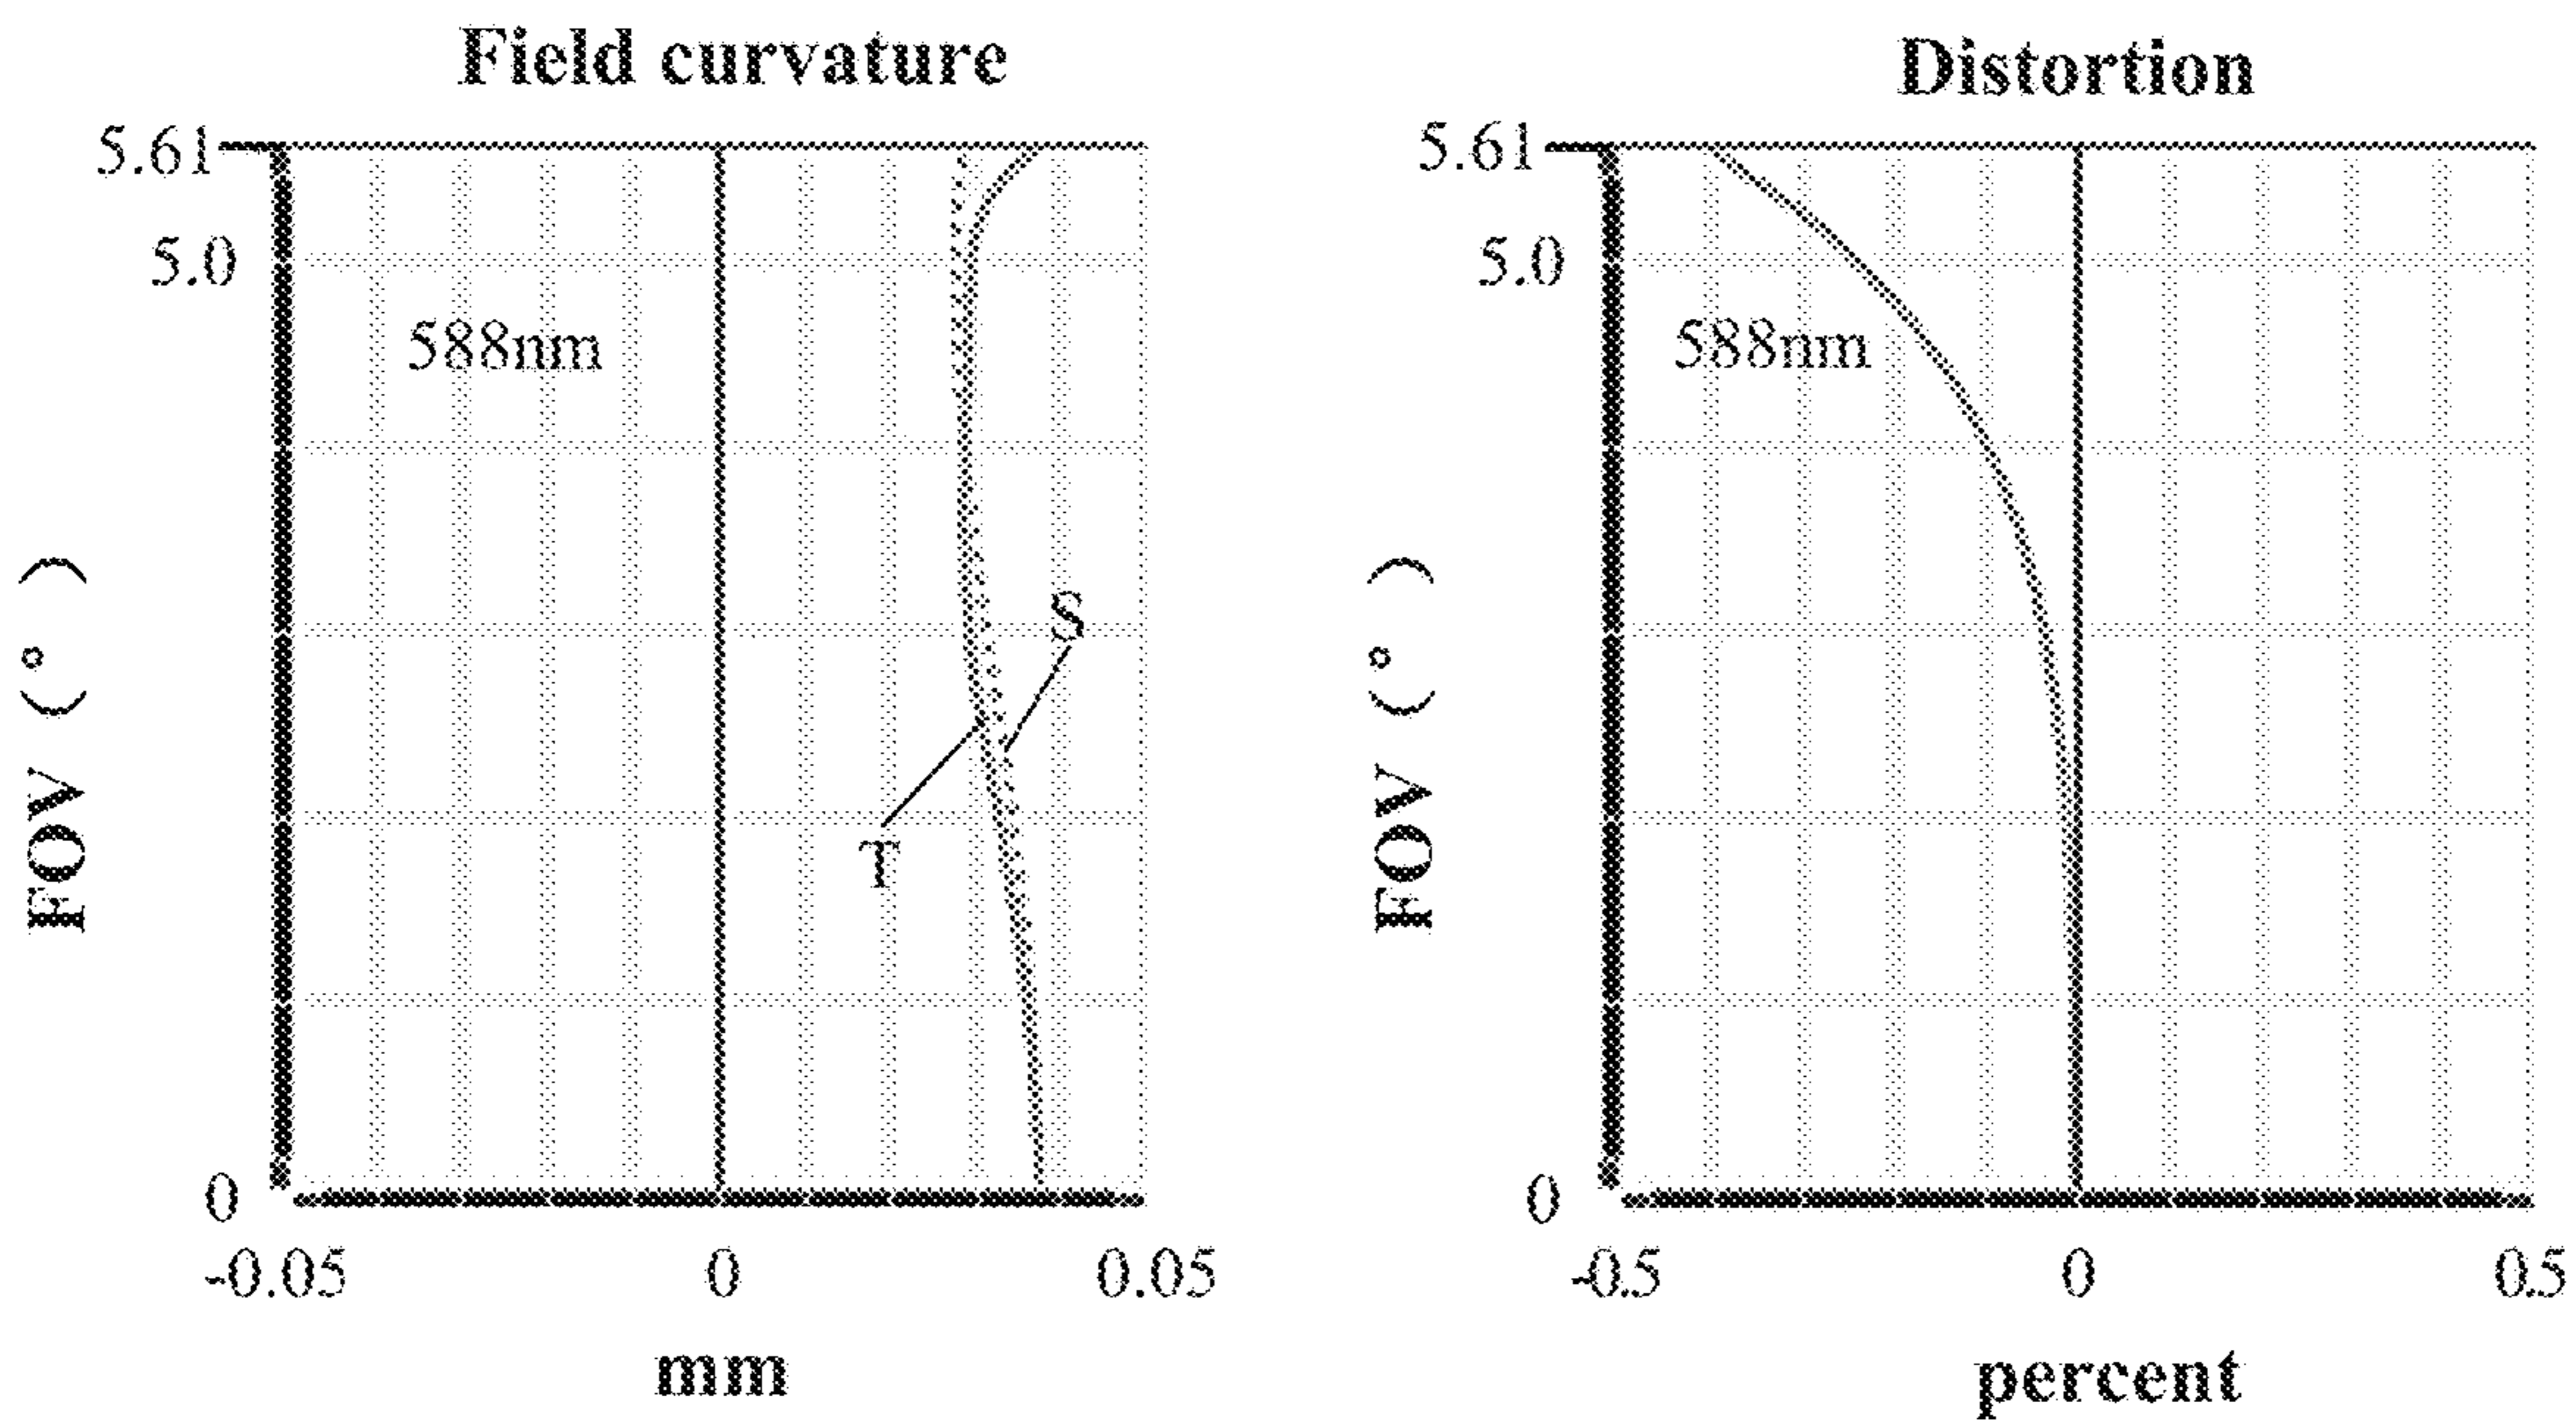 Field curvature
5.61
5.0
588nm
S
T
FOV (°)
0
-0.05 0 0.05
mm
Distortion
5.61
5.0
588nm
FOV (°)
0
-0.5 0 0.5
percent